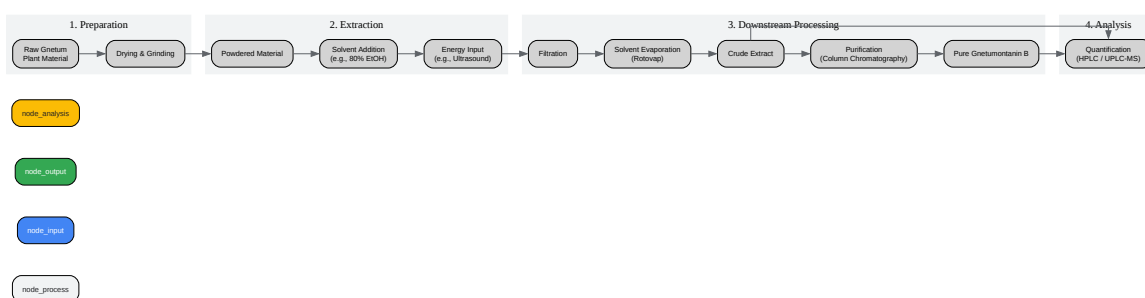 1. Preparation
2. Extraction
3. Downstream Processing
4. Analysis
Raw Gnetum
Plant Material
Drying & Grinding
Powdered Material
Solvent Addition
(e.g., 80% EtOH)
Energy Input
(e.g., Ultrasound)
Filtration
Solvent Evaporation
(Rotovap)
Crude Extract
Purification
(Column Chromatography)
Pure Gnetumontanin B
Quantification
(HPLC / UPLC-MS)
node_analysis
node_output
node_input
node_process